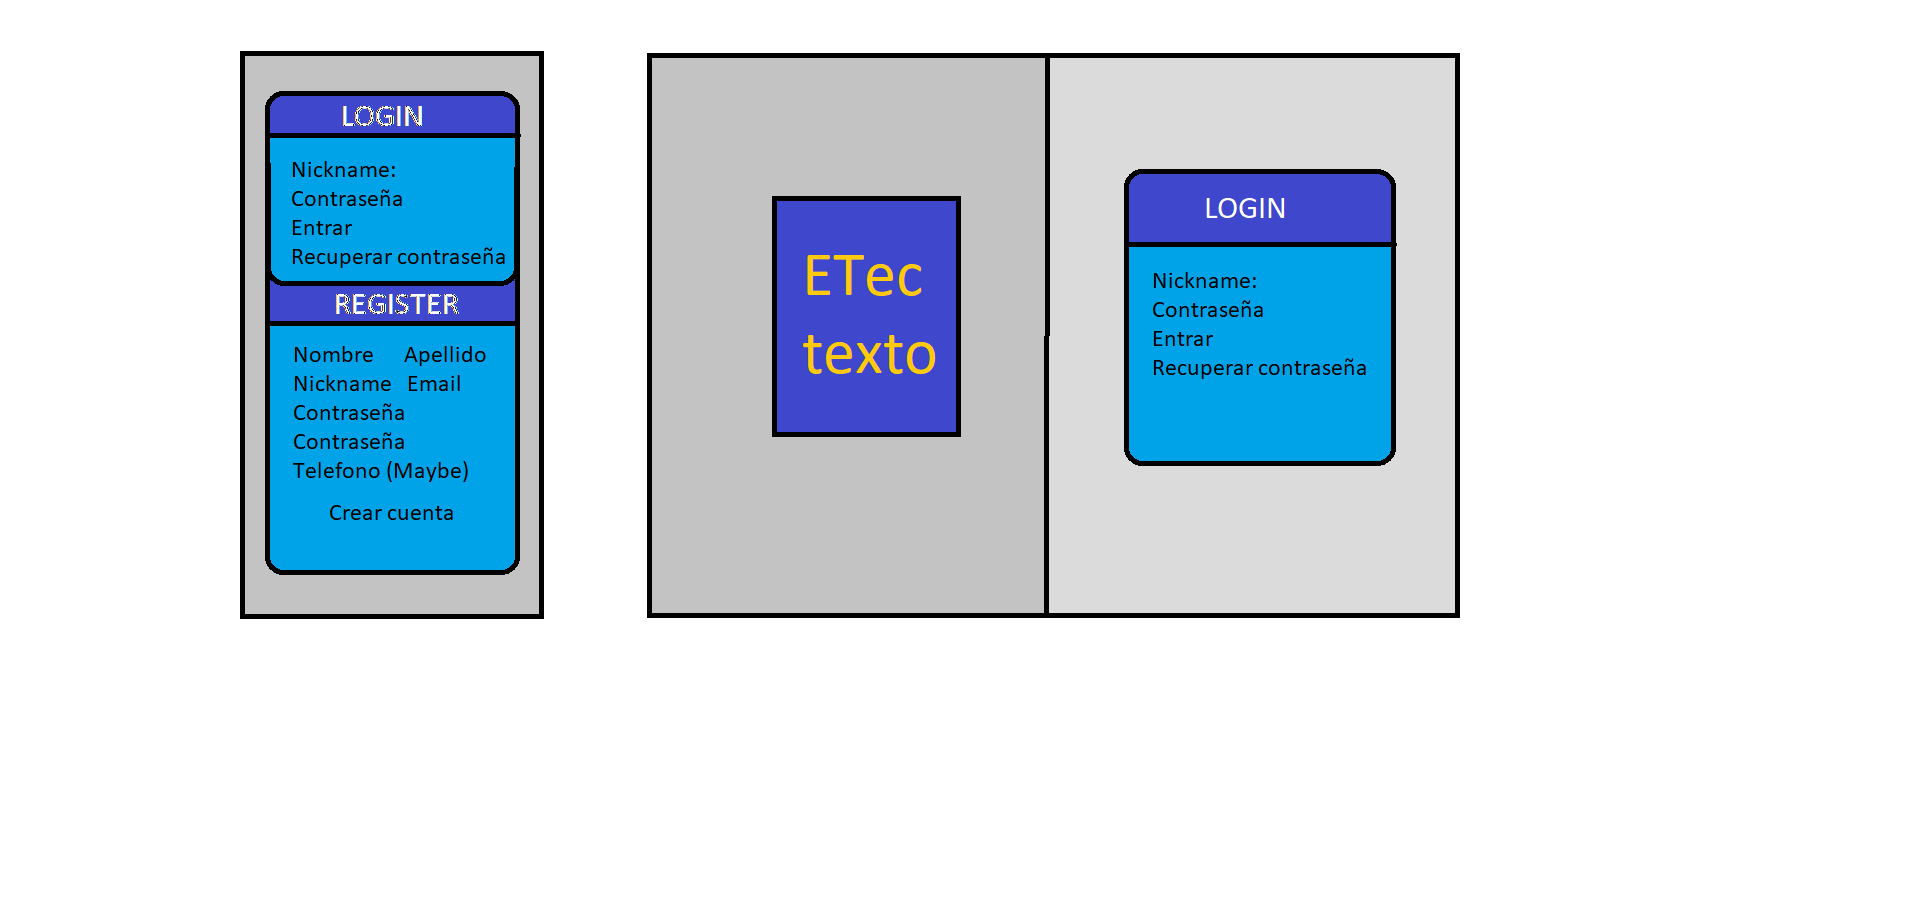 LOGIN
Nickname:
Contraseña
Entrar
Recuperar contraseña
REGISTER
Nombre Apellido
Nickname Email
Contraseña
Contraseña
Telefono (Maybe)
Crear cuenta
ETec
texto
LOGIN
Nickname:
Contraseña
Entrar
Recuperar contraseña